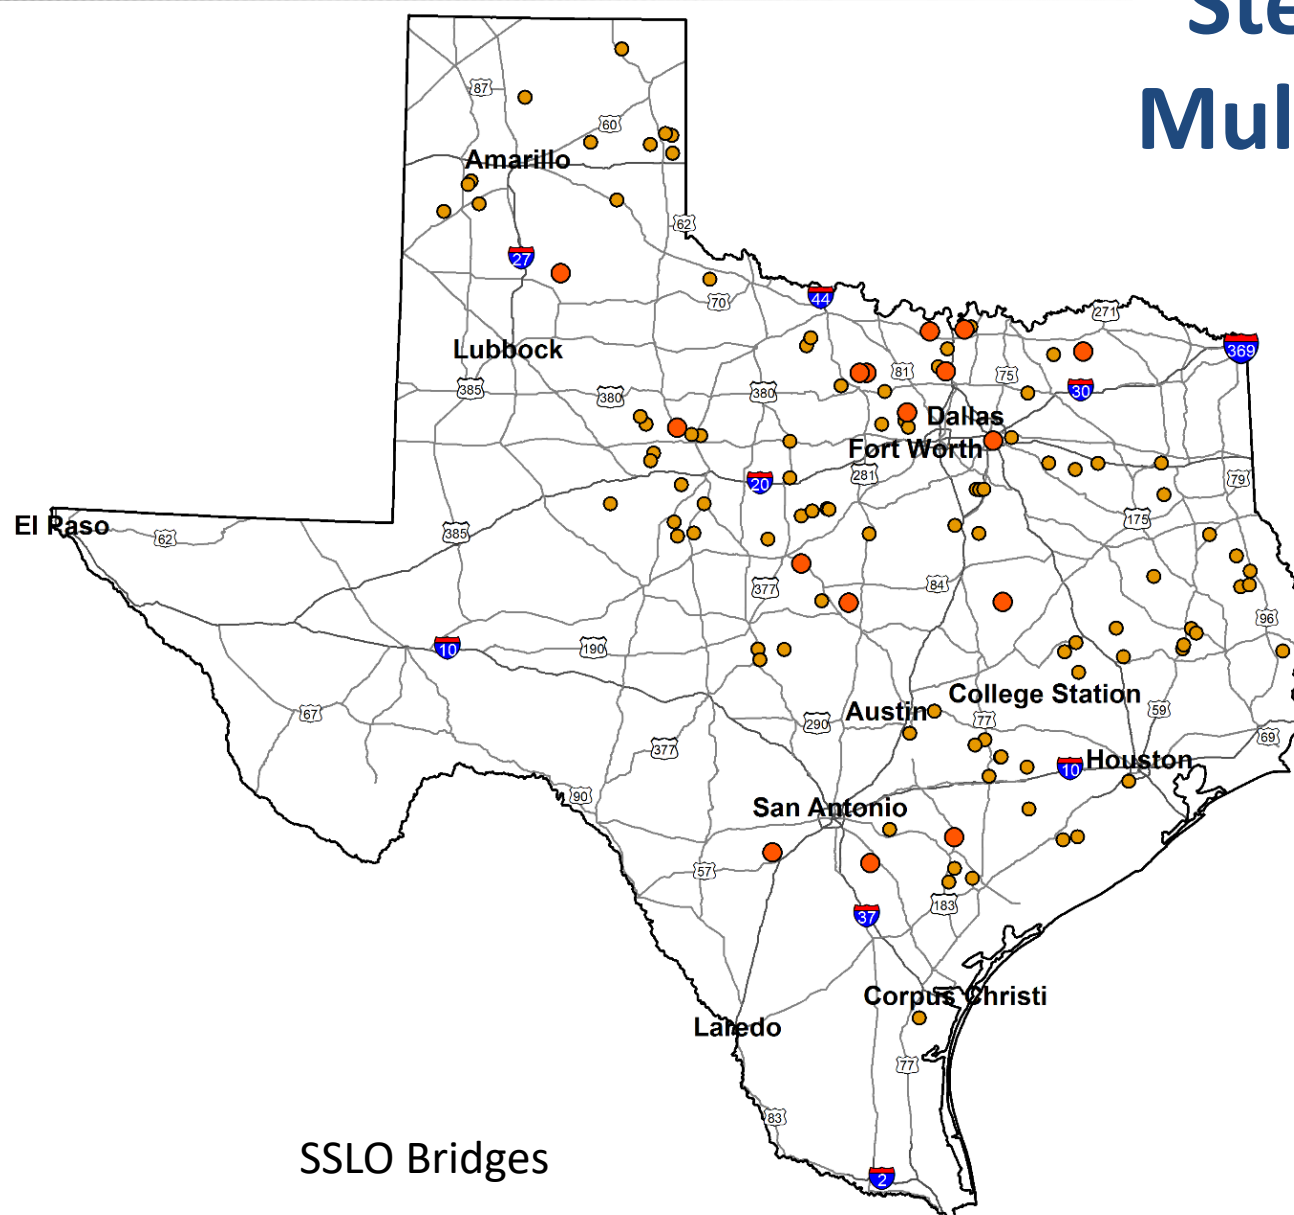 Ste
Mul
87
60
Amarillo
62
27
44
70
271
369
Lubbock
81
75
385
380
380
30
Dallas
Fort Worth
281
20
79
El Paso
62
385
175
377
84
96
10
190
College Station
Austin
67
290
77
59
377
69
10
Houston
90
San Antonio
57
183
37
Corpus Christi
Laredo
77
83
SSLO Bridges
2